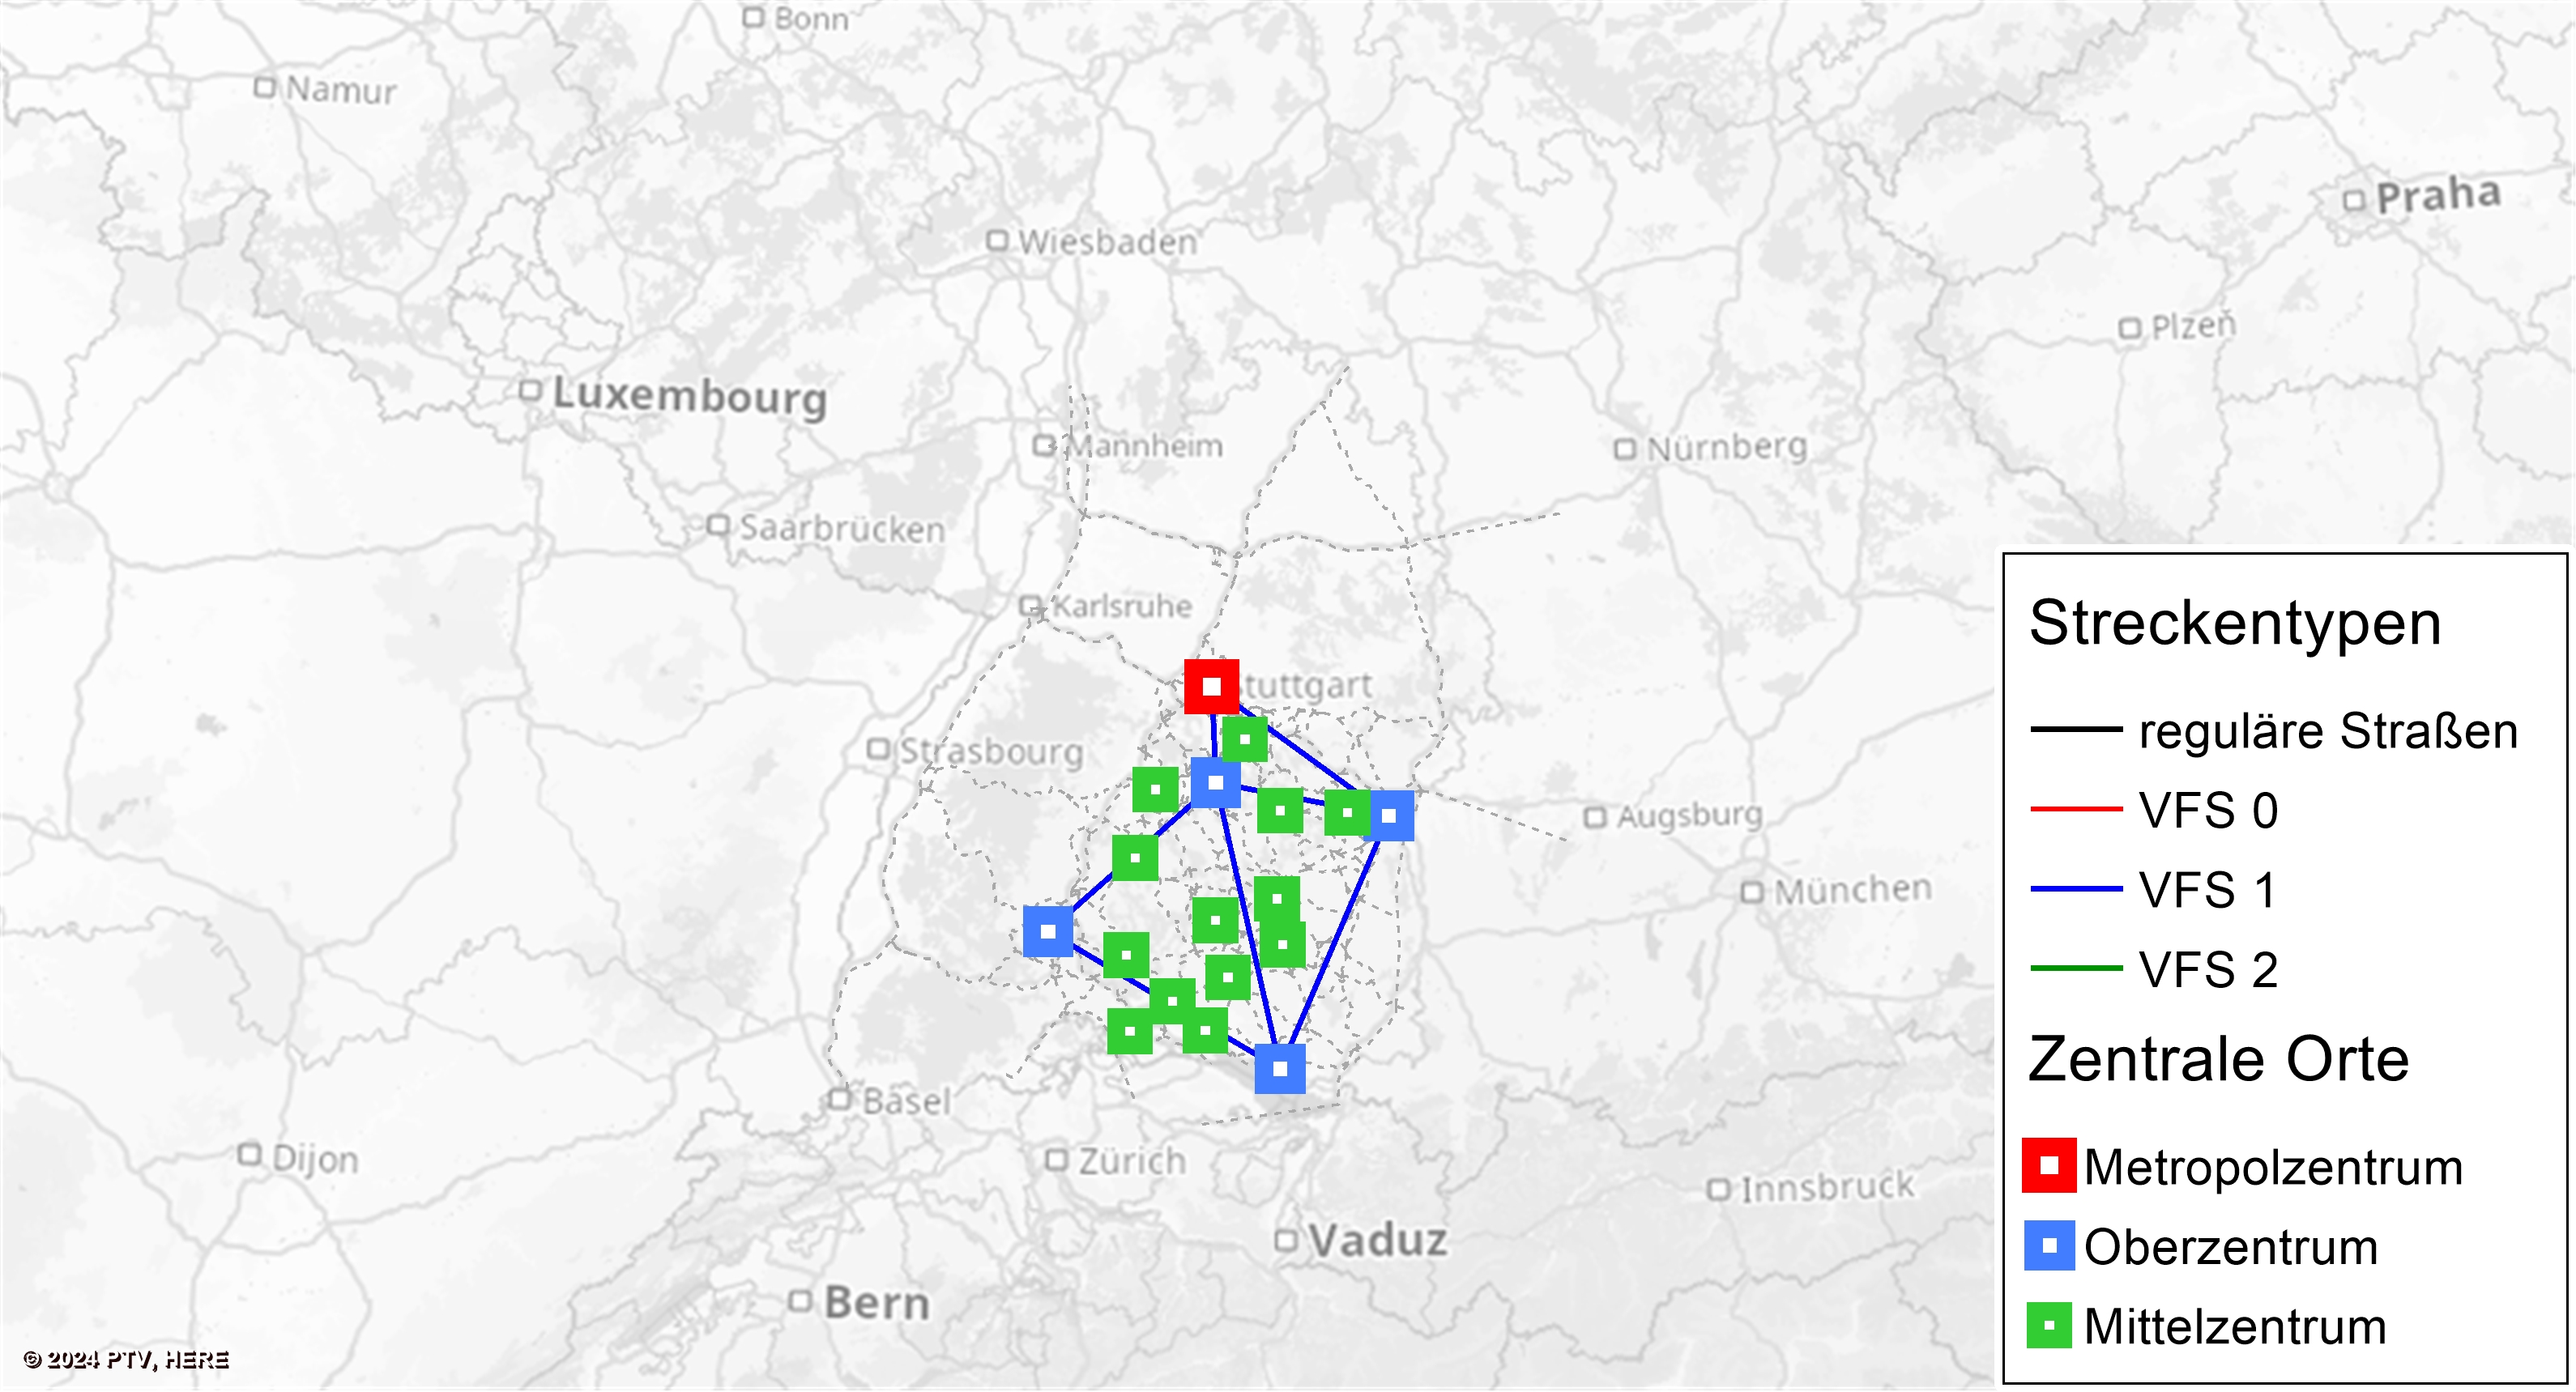 Bonn
Namur
Praha
Wiesbaden
Plzeň
Luxembourg
Mannheim
Nürnberg
Saarbrücken
Karlsruhe
tuttgart
Strasbourg
Augsburg
München
Basel
Dijon
Zürich
Innsbruck
Vaduz
Bern
© 2024 PTV, HERE
Streckentypen
reguläre Straßen
VFS 0
VFS 1
VFS 2
Zentrale Orte
Metropolzentrum
Oberzentrum
Mittelzentrum